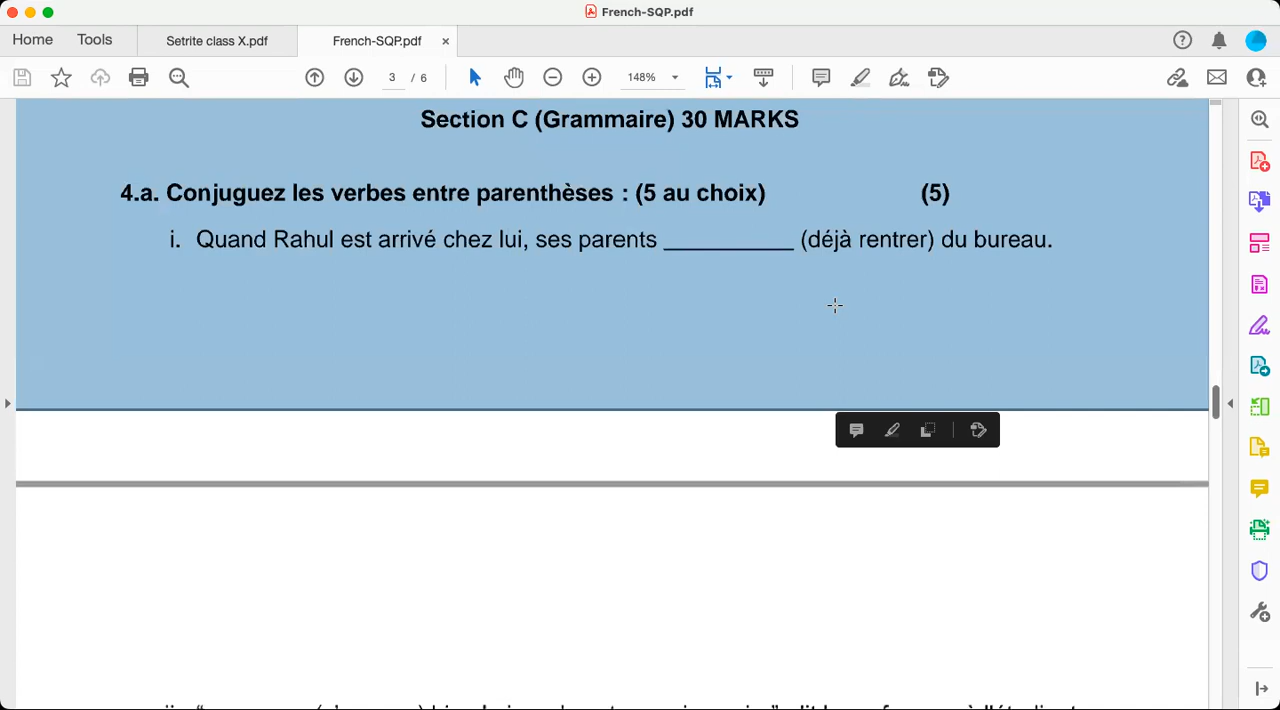 French-SQP.pdf
Home Tools Setrite class X.pdf French-SQP.pdf ×
3 / 6 148%
Section C (Grammaire) 30 MARKS
4.a. Conjuguez les verbes entre parenthèses : (5 au choix) (5)
i. Quand Rahul est arrivé chez lui, ses parents __________ (déjà rentrer) du bureau.